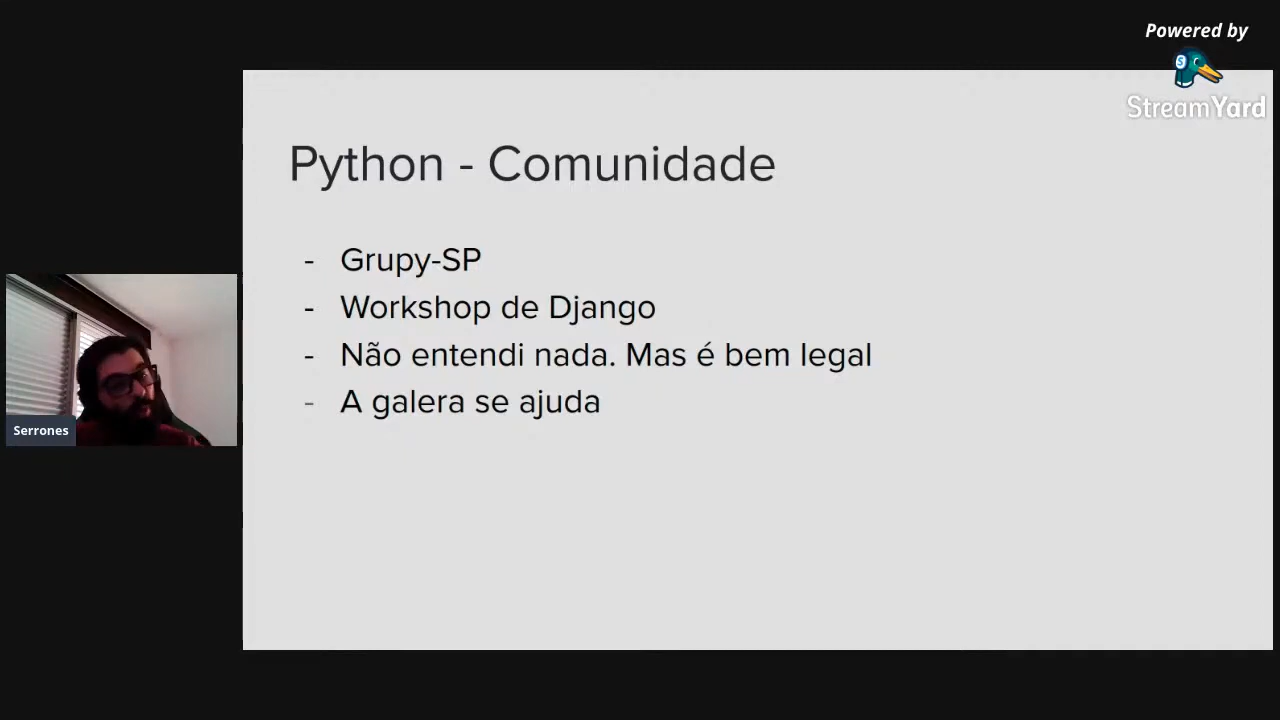 Powered by
StreamYard
Python - Comunidade
- Grupy-SP
- Workshop de Django
- Não entendi nada. Mas é bem legal
- A galera se ajuda
Serrones